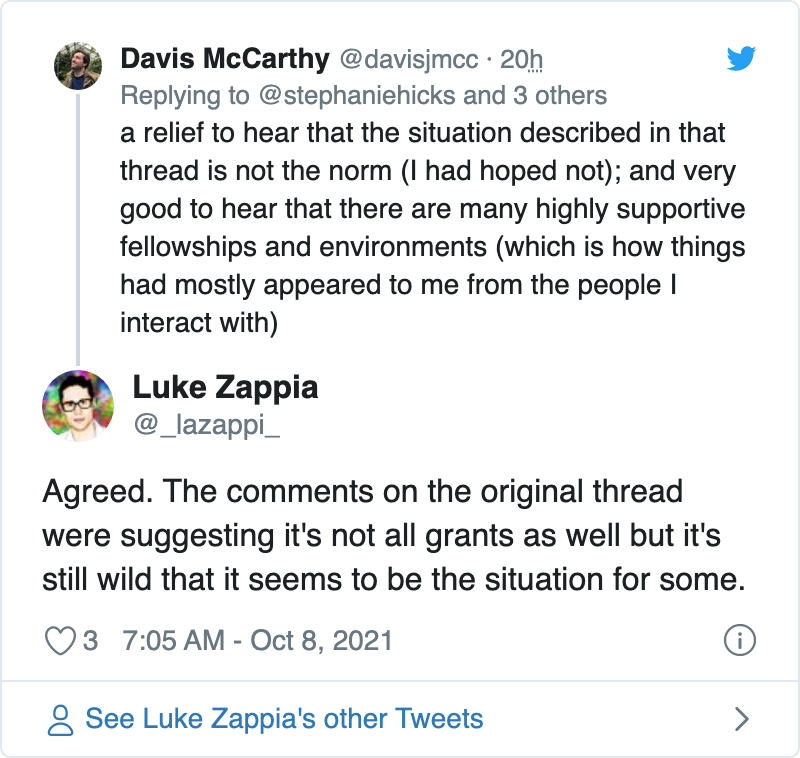 Davis McCarthy @davisjmcc · 20h
Replying to @stephaniehicks and 3 others
a relief to hear that the situation described in that
thread is not the norm (I had hoped not); and very
good to hear that there are many highly supportive
fellowships and environments (which is how things
had mostly appeared to me from the people I
interact with)
Luke Zappia
@_lazappi_
Agreed. The comments on the original thread
were suggesting it's not all grants as well but it's
still wild that it seems to be the situation for some.
3 7:05 AM - Oct 8, 2021
See Luke Zappia's other Tweets